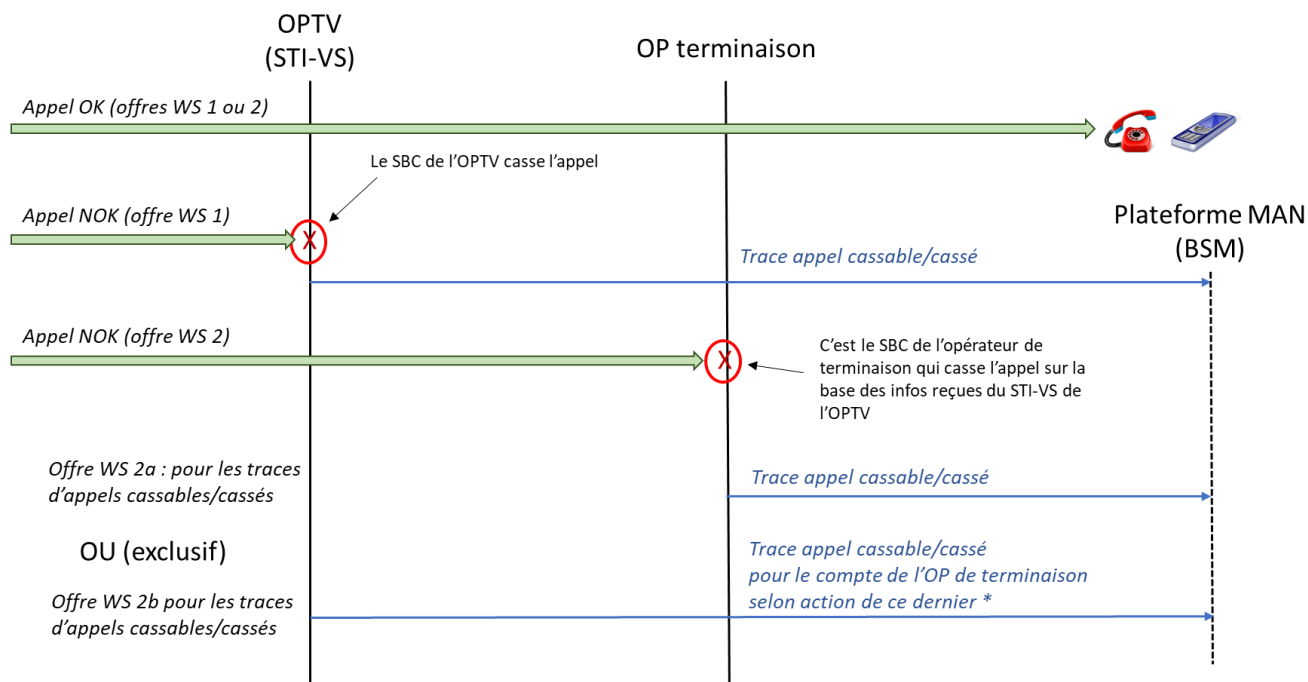 OPTV
(STI-VS)
OP terminaison
Appel OK (offres WS 1 ou 2)
Le SBC de l’OPTV casse l’appel
Appel NOK (offre WS 1)
X
Plateforme MAN
(BSM)
Trace appel cassable/cassé
Appel NOK (offre WS 2)
X
C’est le SBC de l’opérateur de
terminaison qui casse l’appel sur la
base des infos reçues du STI-VS de
l’OPTV
Offre WS 2a : pour les traces
d’appels cassables/cassés
Trace appel cassable/cassé
OU (exclusif)
Offre WS 2b pour les traces
d’appels cassables/cassés
Trace appel cassable/cassé
pour le compte de l’OP de terminaison
selon action de ce dernier *